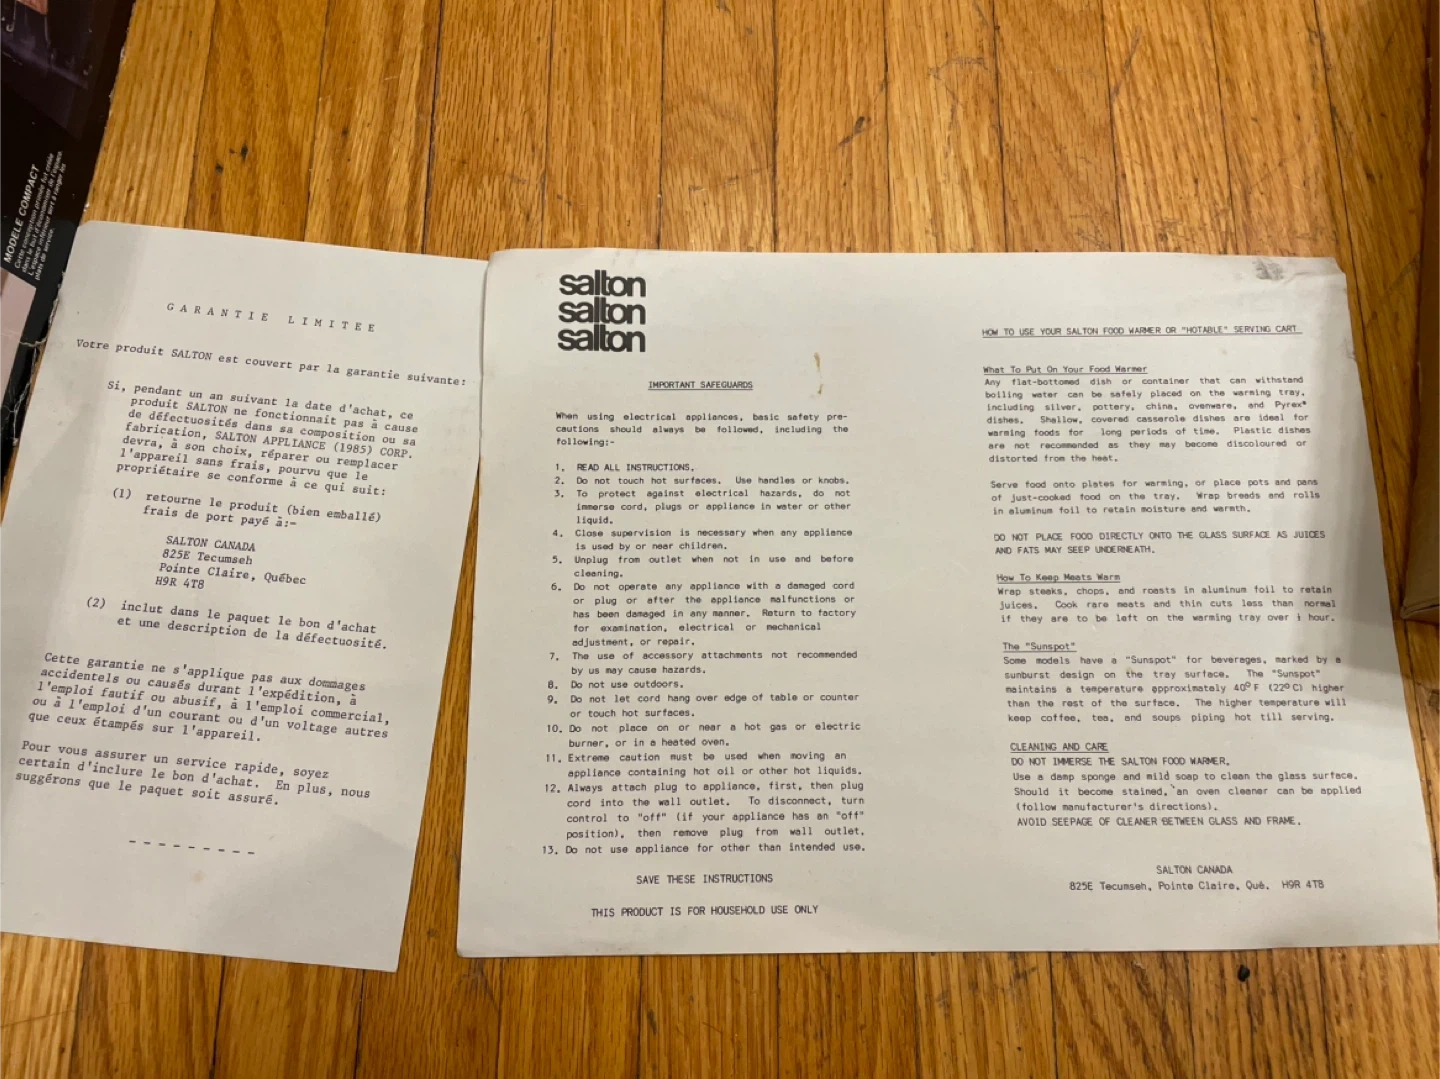 MODELE COMPACT
GARANTIE LIMITEE
Votre produit SALTON est couvert par la garantie suivante:
Si, pendant un an suivant la date d'achat, ce
produit SALTON ne fonctionnait pas à cause
de défectuosités dans sa composition ou sa
fabrication, SALTON APPLIANCE (1985) CORP.
devra, à son choix, réparer ou remplacer
l'appareil sans frais, pourvu que le
propriétaire se conforme à ce qui suit:
(1) retourne le produit (bien emballé)
frais de port payé à:-
SALTON CANADA
825E Tecumseh
Pointe Claire, Québec
H9R 4T8
(2) inclut dans le paquet le bon d'achat
et une description de la défectuosité.
Cette garantie ne s'applique pas aux dommages
accidentels ou causés durant l'expédition, à
l'emploi fautif ou abusif, à l'emploi commercial,
ou à l'emploi d'un courant ou d'un voltage autres
que ceux étampés sur l'appareil.
Pour vous assurer un service rapide, soyez
certain d'inclure le bon d'achat. En plus, nous
suggérons que le paquet soit assuré.
- - - - - - - - -
salton
salton
salton
IMPORTANT SAFEGUARDS
When using electrical appliances, basic safety pre-
cautions should always be followed, including the
following:-
1. READ ALL INSTRUCTIONS.
2. Do not touch hot surfaces. Use handles or knobs.
3. To protect against electrical hazards, do not
immerse cord, plugs or appliance in water or other
liquid.
4. Close supervision is necessary when any appliance
is used by or near children.
5. Unplug from outlet when not in use and before
cleaning.
6. Do not operate any appliance with a damaged cord
or plug or after the appliance malfunctions or
has been damaged in any manner. Return to factory
for examination, electrical or mechanical
adjustment, or repair.
7. The use of accessory attachments not recommended
by us may cause hazards.
8. Do not use outdoors.
9. Do not let cord hang over edge of table or counter
or touch hot surfaces.
10. Do not place on or near a hot gas or electric
burner, or in a heated oven.
11. Extreme caution must be used when moving an
appliance containing hot oil or other hot liquids.
12. Always attach plug to appliance, first, then plug
cord into the wall outlet. To disconnect, turn
control to "off" (if your appliance has an "off"
position), then remove plug from wall outlet.
13. Do not use appliance for other than intended use.
SAVE THESE INSTRUCTIONS
THIS PRODUCT IS FOR HOUSEHOLD USE ONLY
HOW TO USE YOUR SALTON FOOD WARMER OR "HOTABLE" SERVING CART
What To Put On Your Food Warmer
Any flat-bottomed dish or container that can withstand
boiling water can be safely placed on the warming tray,
including silver, pottery, china, ovenware, and Pyrex*
dishes. Shallow, covered casserole dishes are ideal for
warming foods for long periods of time. Plastic dishes
are not recommended as they may become discoloured or
distorted from the heat.
Serve food onto plates for warming, or place pots and pans
of just-cooked food on the tray. Wrap breads and rolls
in aluminum foil to retain moisture and warmth.
DO NOT PLACE FOOD DIRECTLY ONTO THE GLASS SURFACE AS JUICES
AND FATS MAY SEEP UNDERNEATH.
How To Keep Meats Warm
Wrap steaks, chops, and roasts in aluminum foil to retain
juices. Cook rare meats and thin cuts less than normal
if they are to be left on the warming tray over ½ hour.
The "Sunspot"
Some models have a "Sunspot" for beverages, marked by a
sunburst design on the tray surface. The "Sunspot"
maintains a temperature approximately 40°F (22°C) higher
than the rest of the surface. The higher temperature will
keep coffee, tea, and soups piping hot till serving.
CLEANING AND CARE
DO NOT IMMERSE THE SALTON FOOD WARMER.
Use a damp sponge and mild soap to clean the glass surface.
Should it become stained, an oven cleaner can be applied
(follow manufacturer's directions).
AVOID SEEPAGE OF CLEANER BETWEEN GLASS AND FRAME.
SALTON CANADA
825E Tecumseh, Pointe Claire, Qué. H9R 4T8